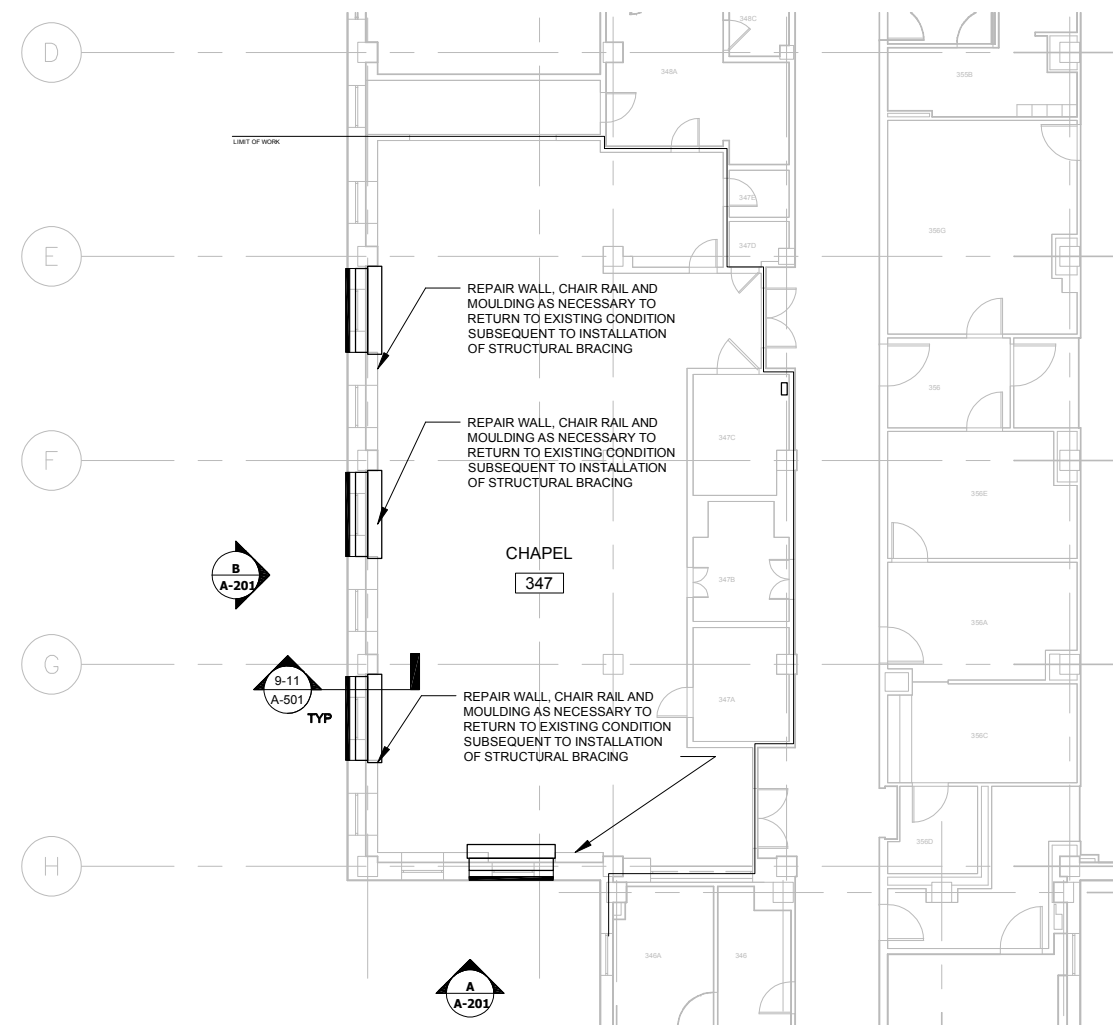 348C
D
348A
355B
LIMIT OF WORK
347E
356G
347D
E
REPAIR WALL, CHAIR RAIL AND
MOULDING AS NECESSARY TO
RETURN TO EXISTING CONDITION
SUBSEQUENT TO INSTALLATION
OF STRUCTURAL BRACING
356
REPAIR WALL, CHAIR RAIL AND
MOULDING AS NECESSARY TO
RETURN TO EXISTING CONDITION
SUBSEQUENT TO INSTALLATION
OF STRUCTURAL BRACING
347C
F
356E
CHAPEL
347
B
A-201
347B
356A
G
9-11
A-501
TYP
REPAIR WALL, CHAIR RAIL AND
MOULDING AS NECESSARY TO
RETURN TO EXISTING CONDITION
SUBSEQUENT TO INSTALLATION
OF STRUCTURAL BRACING
347A
356C
356D
H
346A
346
A
A-201